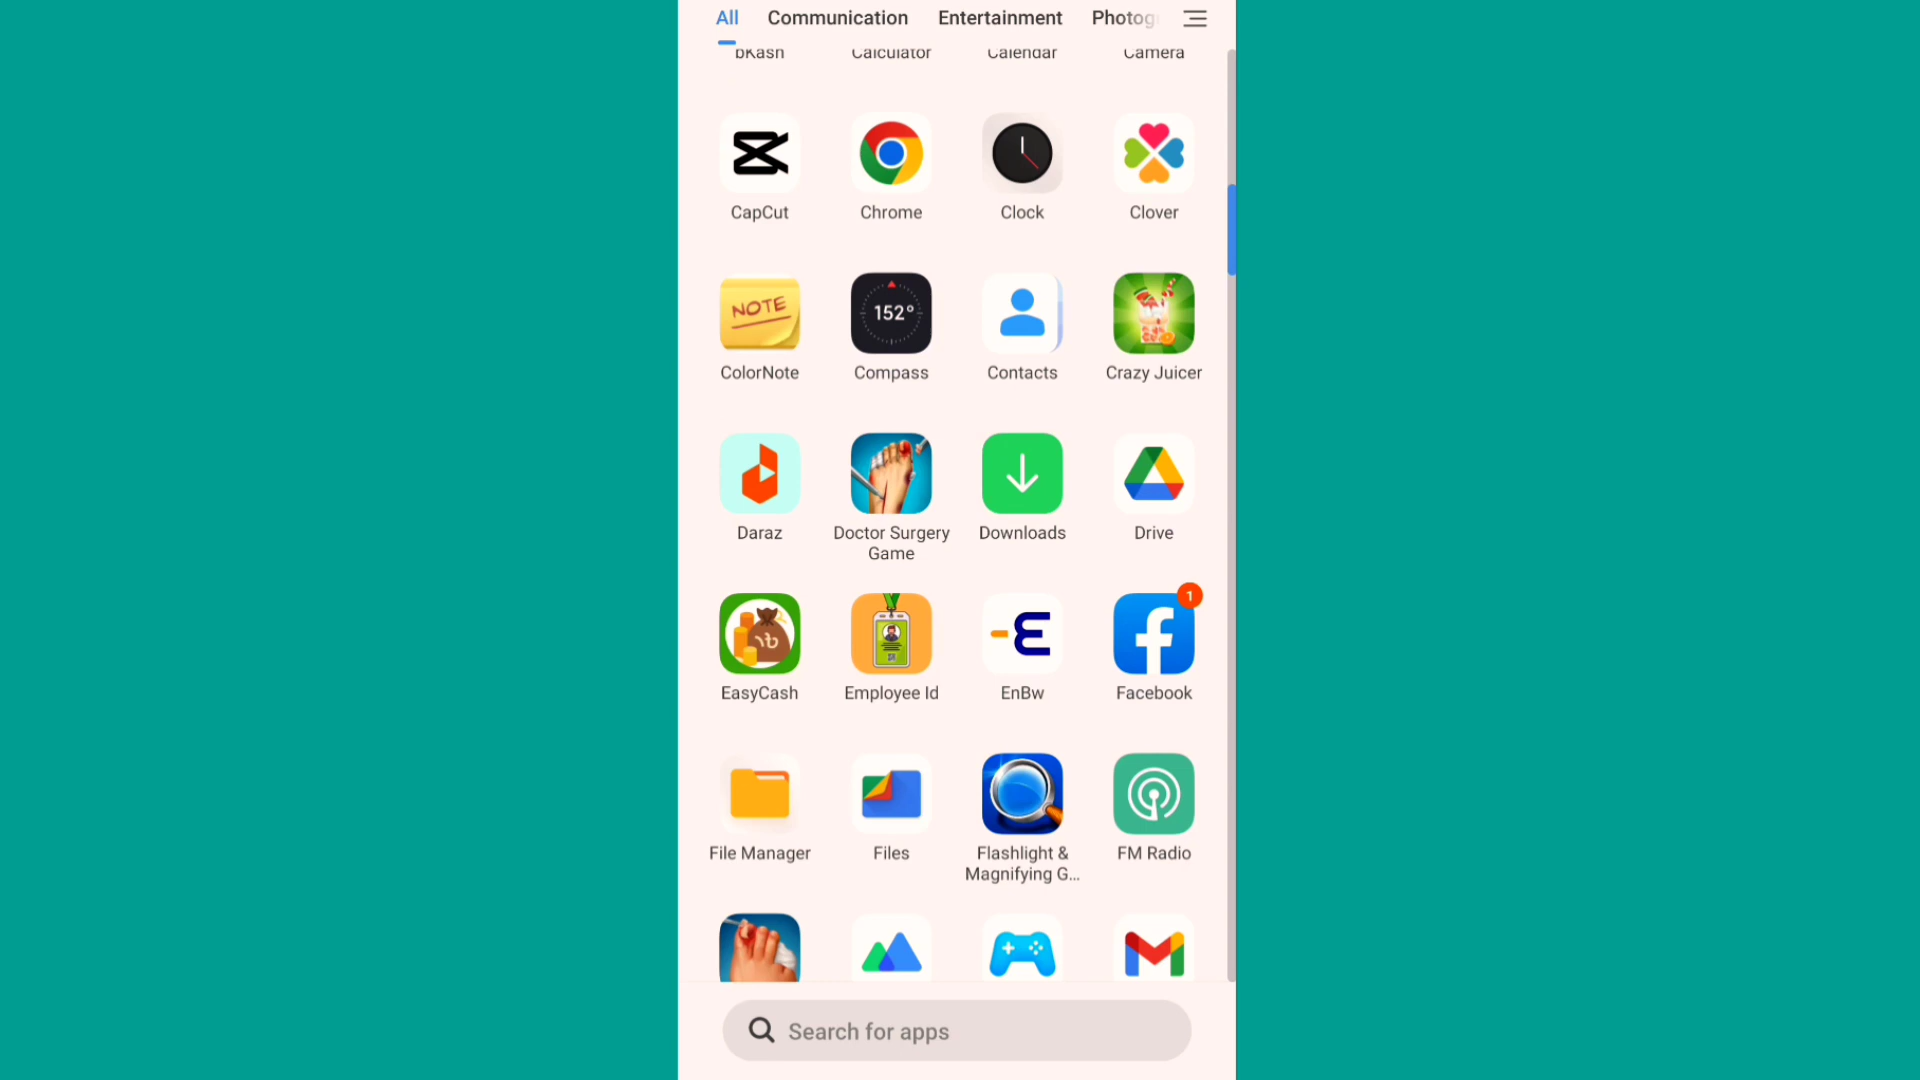 All Communication Entertainment Photog
bKash Calculator Calendar Camera
CapCut Chrome Clock Clover
NOTE 152°
ColorNote Compass Contacts Crazy Juicer
Daraz Doctor Surgery Downloads Drive
Game
1
EasyCash Employee Id EnBw Facebook
File Manager Files Flashlight & FM Radio
Magnifying G...
Search for apps